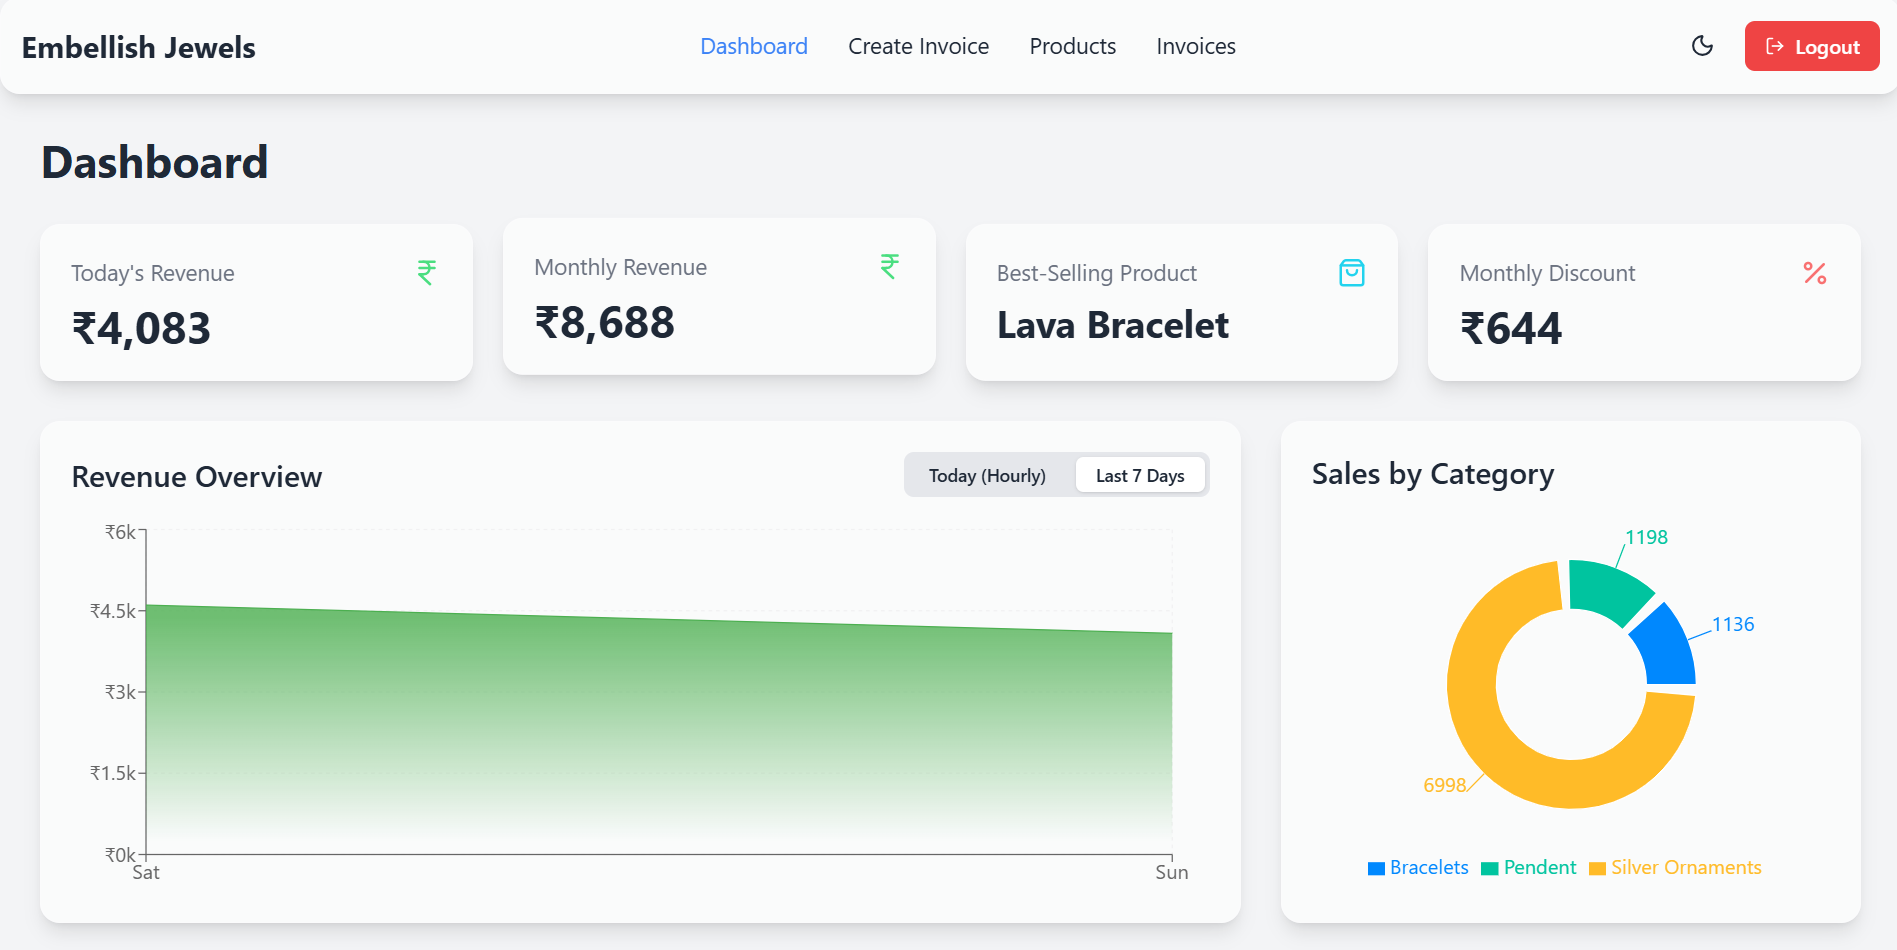 Embellish Jewels
Dashboard
Create Invoice
Products
Invoices
Logout
Dashboard
Today's Revenue
₹4,083
Monthly Revenue
₹8,688
Best-Selling Product
Lava Bracelet
Monthly Discount
₹644
Revenue Overview
Today (Hourly)
Last 7 Days
₹6k
₹4.5k
₹3k
₹1.5k
₹0k
Sat
Sun
Sales by Category
1198
1136
6998
Bracelets
Pendent
Silver Ornaments